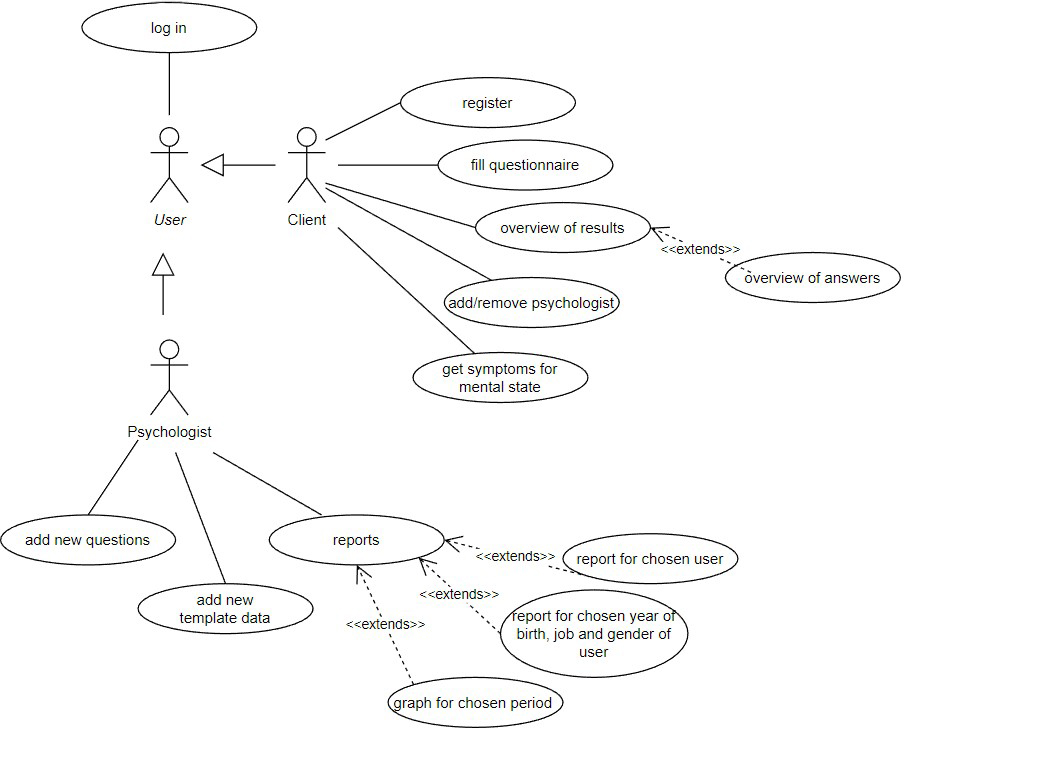 log in
register
fill questionnaire
User
Client
overview of results
<<extends>>
overview of answers
add/remove psychologist
get symptoms for
mental state
Psychologist
add new questions
reports
<<extends>>
report for chosen user
add new
template data
<<extends>>
<<extends>>
report for chosen year of
birth, job and gender of
user
graph for chosen period